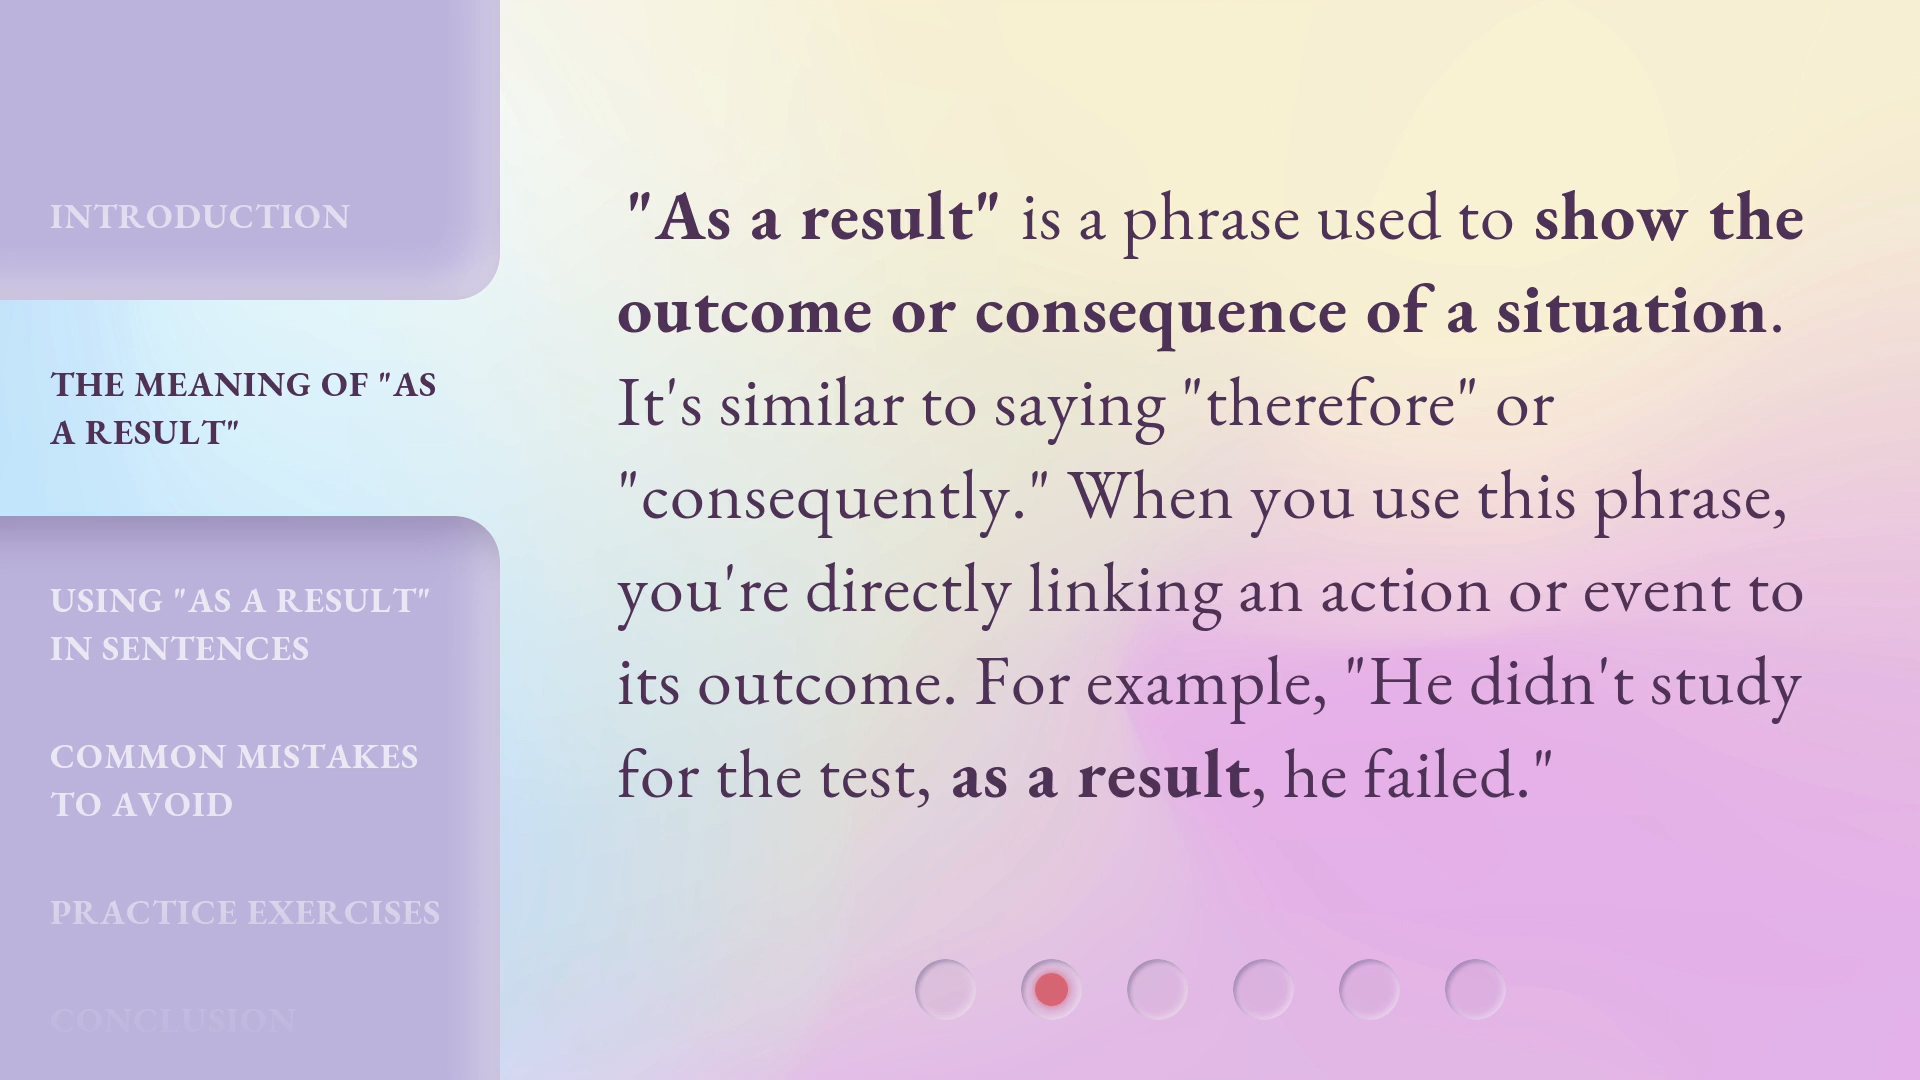 INTRODUCTION
THE MEANING OF "AS
A RESULT"
USING "AS A RESULT"
IN SENTENCES
COMMON MISTAKES
TO AVOID
PRACTICE EXERCISES
CONCLUSION
"As a result" is a phrase used to show the
outcome or consequence of a situation.
It's similar to saying "therefore" or
"consequently." When you use this phrase,
you're directly linking an action or event to
its outcome. For example, "He didn't study
for the test, as a result, he failed."